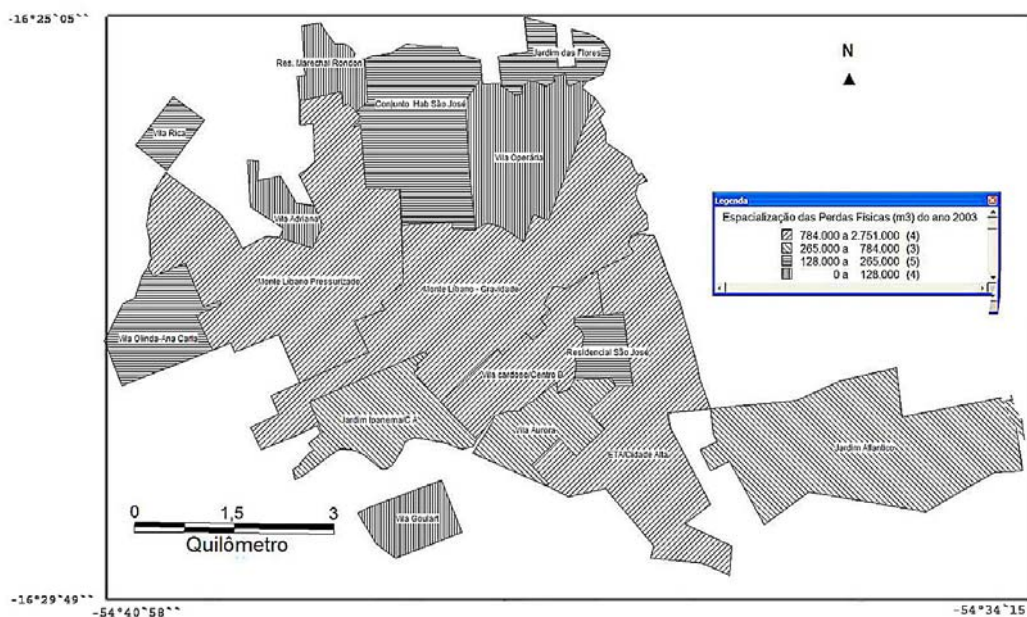 -16°25`05``
Jardim das Flores
N
Res. Marechal Rondon
Conjunto Hab São José
Vila Rica
Vila Operária
Legenda
Espacialização das Perdas Físicas (m3) do ano 2003
784.000 a 2.751.000 (4)
265.000 a 784.000 (3)
128.000 a 265.000 (5)
0 a 128.000 (4)
Vila Adriana
Monte Líbano Pressurizado
Monte Líbano - Gravidade
Vila Olinda-Ana Carla
Residencial São José
Vila cardoso/Centro B
Jardim Ipanema/C A
Vila Aurora
ETA/Cidade Alta
Jardim Atlântico
0 1,5 3
Quilômetro
Vila Goulart
-16°29`49``
-54°40`58``
-54°34`15